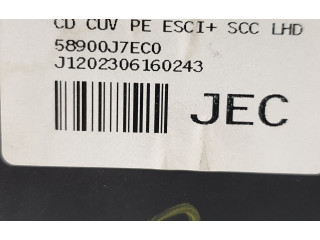 CD CUV PE ESCI+ SCC LHD
58900J7EC0
J1202306160243
JEC